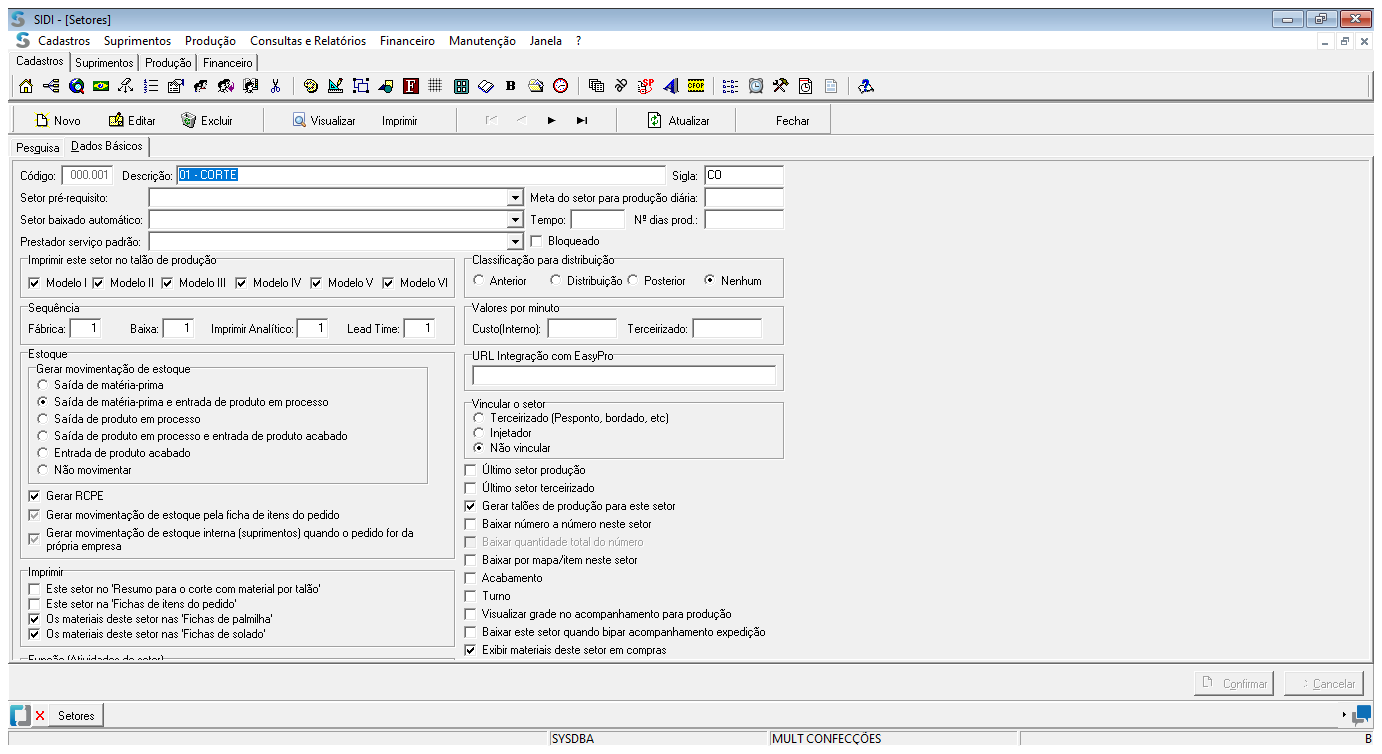 SIDI - [Setores]
Cadastros Suprimentos Produção Consultas e Relatórios Financeiro Manutenção Janela ?
Cadastros Suprimentos Produção Financeiro
F B SP CFOP
Novo Editar Excluir Visualizar Imprimir Atualizar Fechar
Pesquisa Dados Básicos
Código: 000.001 Descrição: 01 - CORTE Sigla: CO
Setor pré-requisito: Meta do setor para produção diária:
Setor baixado automático: Tempo: Nº dias prod.:
Prestador serviço padrão: Bloqueado
Imprimir este setor no talão de produção
Modelo I Modelo II Modelo III Modelo IV Modelo V Modelo VI
Classificação para distribuição
Anterior Distribuição Posterior Nenhum
Sequência
Fábrica: 1 Baixa: 1 Imprimir Analítico: 1 Lead Time: 1
Valores por minuto
Custo(Interno): Terceirizado:
Estoque
Gerar movimentação de estoque
Saída de matéria-prima
Saída de matéria-prima e entrada de produto em processo
Saída de produto em processo
Saída de produto em processo e entrada de produto acabado
Entrada de produto acabado
Não movimentar
Gerar RCPE
Gerar movimentação de estoque pela ficha de itens do pedido
Gerar movimentação de estoque interna (suprimentos) quando o pedido for da
própria empresa
Imprimir
Este setor no 'Resumo para o corte com material por talão'
Este setor na 'Fichas de itens do pedido'
Os materiais deste setor nas 'Fichas de palmilha'
Os materiais deste setor nas 'Fichas de solado'
Função (Atividades do setor)
URL Integração com EasyPro
Vincular o setor
Terceirizado (Pesponto, bordado, etc)
Injetador
Não vincular
Último setor produção
Último setor terceirizado
Gerar talões de produção para este setor
Baixar número a número neste setor
Baixar quantidade total do número
Baixar por mapa/item neste setor
Acabamento
Turno
Visualizar grade no acompanhamento para produção
Baixar este setor quando bipar acompanhamento expedição
Exibir materiais deste setor em compras
Confirmar Cancelar
Setores
SYSDBA MULT CONFECÇÕES B